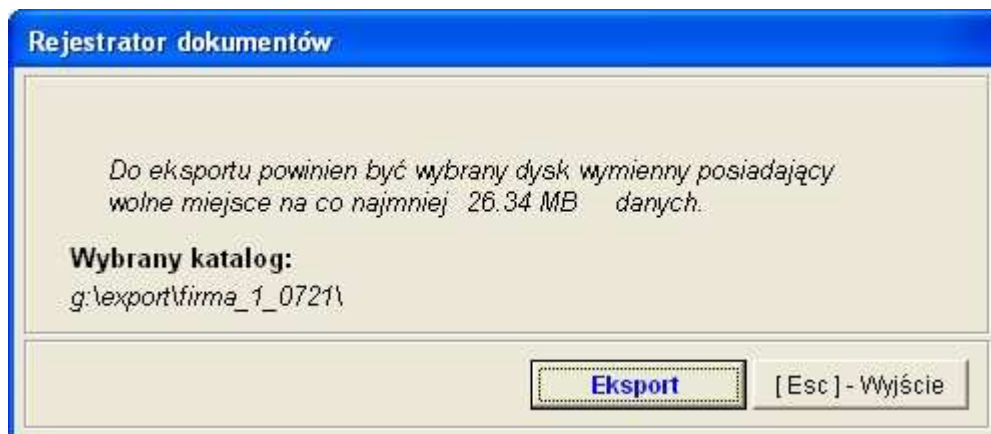 Rejestrator dokumentów
Do eksportu powinien być wybrany dysk wymienny posiadający
wolne miejsce na co najmniej 26.34 MB danych.
Wybrany katalog:
g:\export\firma_1_0721\
Eksport
[ Esc ] - Wyjście